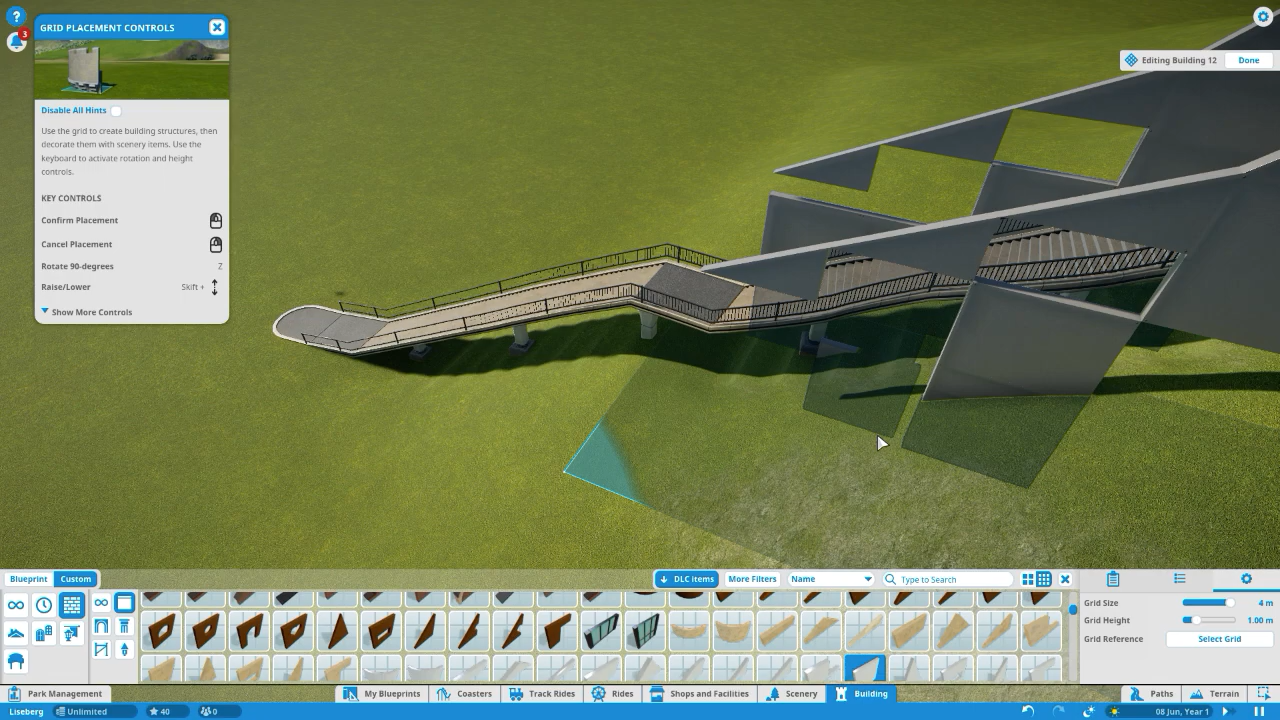 ?
3
GRID PLACEMENT CONTROLS
Editing Building 12
Done
Disable All Hints
Use the grid to create building structures, then
decorate them with scenery items. Use the
keyboard to activate rotation and height
controls.
KEY CONTROLS
Confirm Placement
Cancel Placement
Rotate 90-degrees Z
Raise/Lower Skift +
Show More Controls
Blueprint Custom
DLC items
More Filters
Name
Type to Search
Grid Size 4 m
Grid Height 1.00 m
Grid Reference Select Grid
Park Management
My Blueprints
Coasters
Track Rides
Rides
Shops and Facilities
Scenery
Building
Paths
Terrain
Liseberg
Unlimited
40
0
08 Jun, Year 1